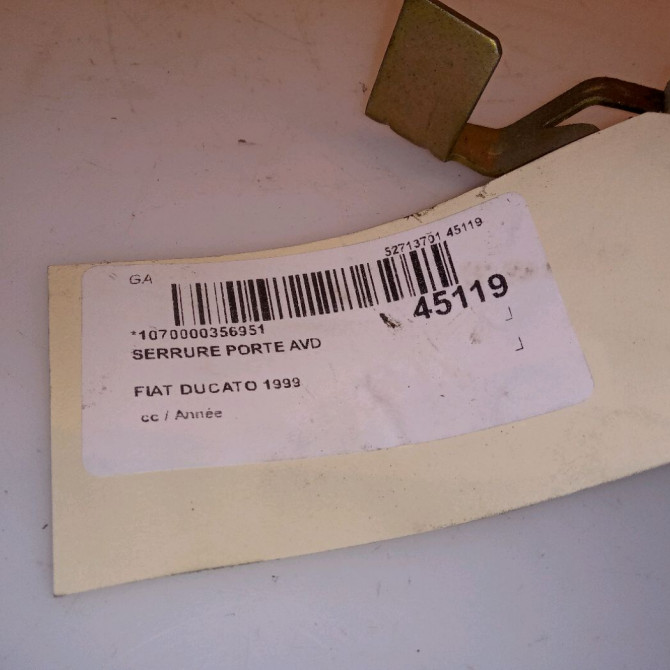 52713701 45119
GA
45119
*1070000356951
SERRURE PORTE AVD
FIAT DUCATO 1999
cc / Année